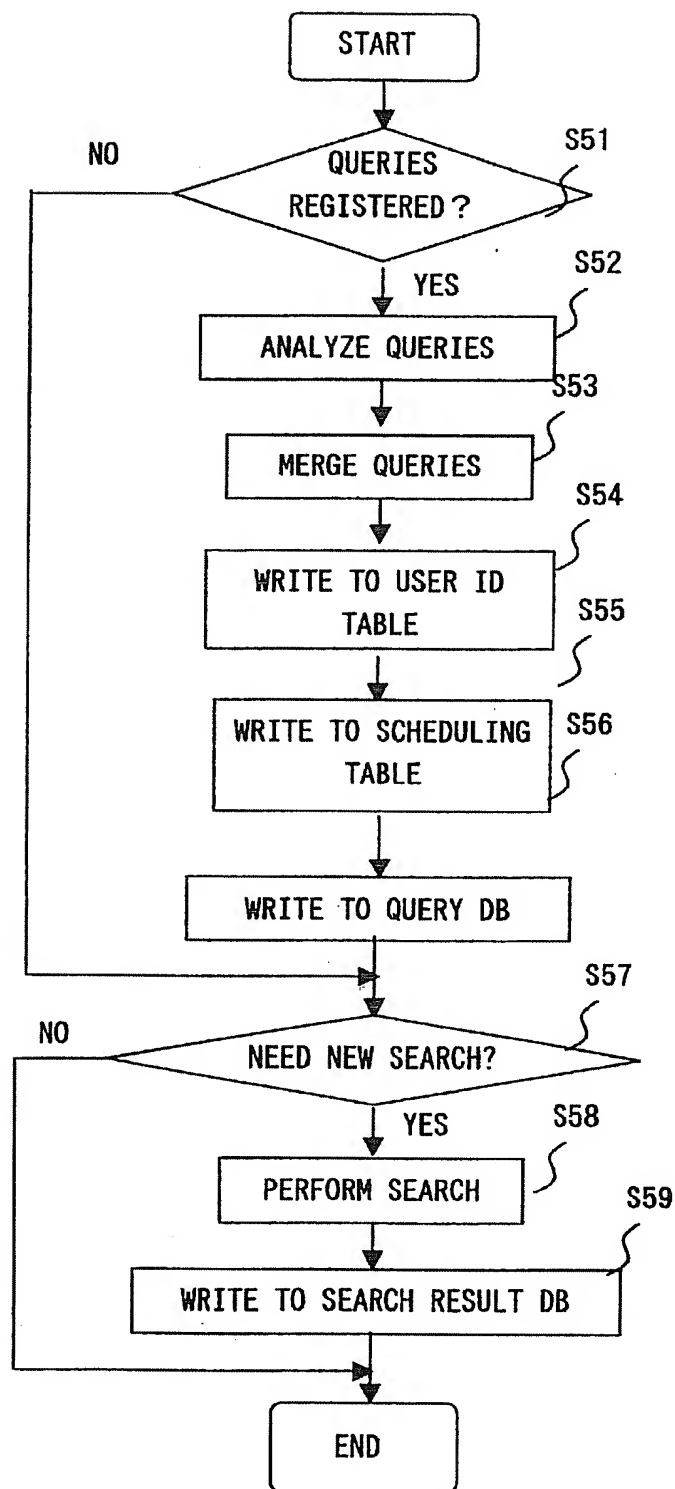 START
NO
S51
QUERIES
REGISTERED?
S52
YES
ANALYZE QUERIES
S53
MERGE QUERIES
S54
WRITE TO USER ID
TABLE
S55
S56
WRITE TO SCHEDULING
TABLE
WRITE TO QUERY DB
S57
NO
NEED NEW SEARCH?
YES
S58
PERFORM SEARCH
S59
WRITE TO SEARCH RESULT DB
END